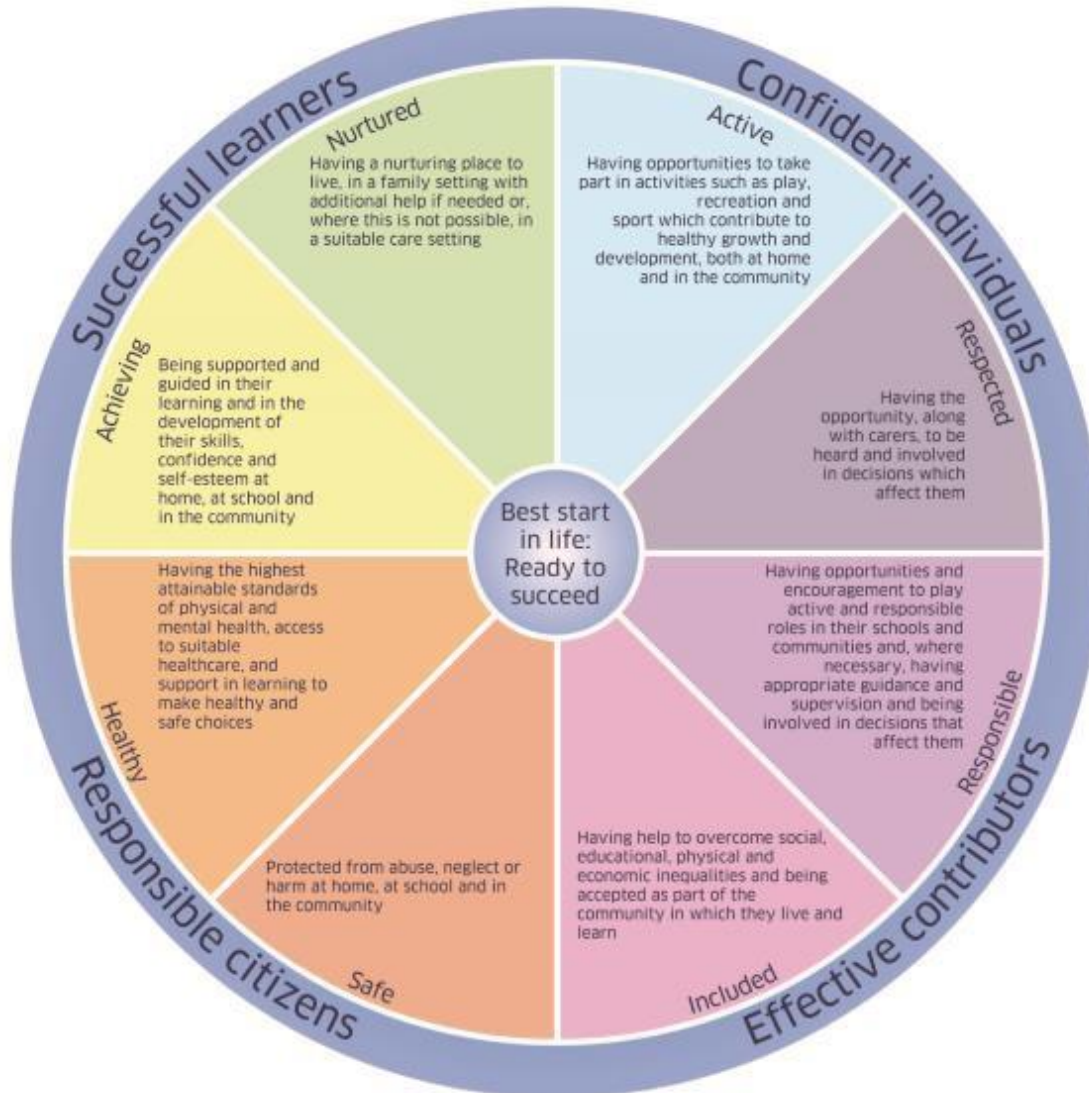 Successful learners
Confident individuals
Nurtured
Having a nurturing place to
live, in a family setting with
additional help if needed or,
where this is not possible, in
a suitable care setting
Active
Having opportunities to take
part in activities such as play,
recreation and
sport which contribute to
healthy growth and
development, both at home
and in the community
Achieving
Being supported and
guided in their
learning and in the
development of
their skills,
confidence and
self-esteem at
home, at school and
in the community
Respected
Having the
opportunity, along
with carers, to be
heard and involved
in decisions which
affect them
Best start
in life:
Ready to
succeed
Healthy
Having the highest
attainable standards
of physical and
mental health, access
to suitable
healthcare, and
support in learning to
make healthy and
safe choices
Responsible
Having opportunities and
encouragement to play
active and responsible
roles in their schools and
communities and, where
necessary, having
appropriate guidance and
supervision and being
involved in decisions that
affect them
Safe
Protected from abuse, neglect or
harm at home, at school and in
the community
Included
Having help to overcome social,
educational, physical and
economic inequalities and being
accepted as part of the
community in which they live and
learn
Responsible citizens
Effective contributors